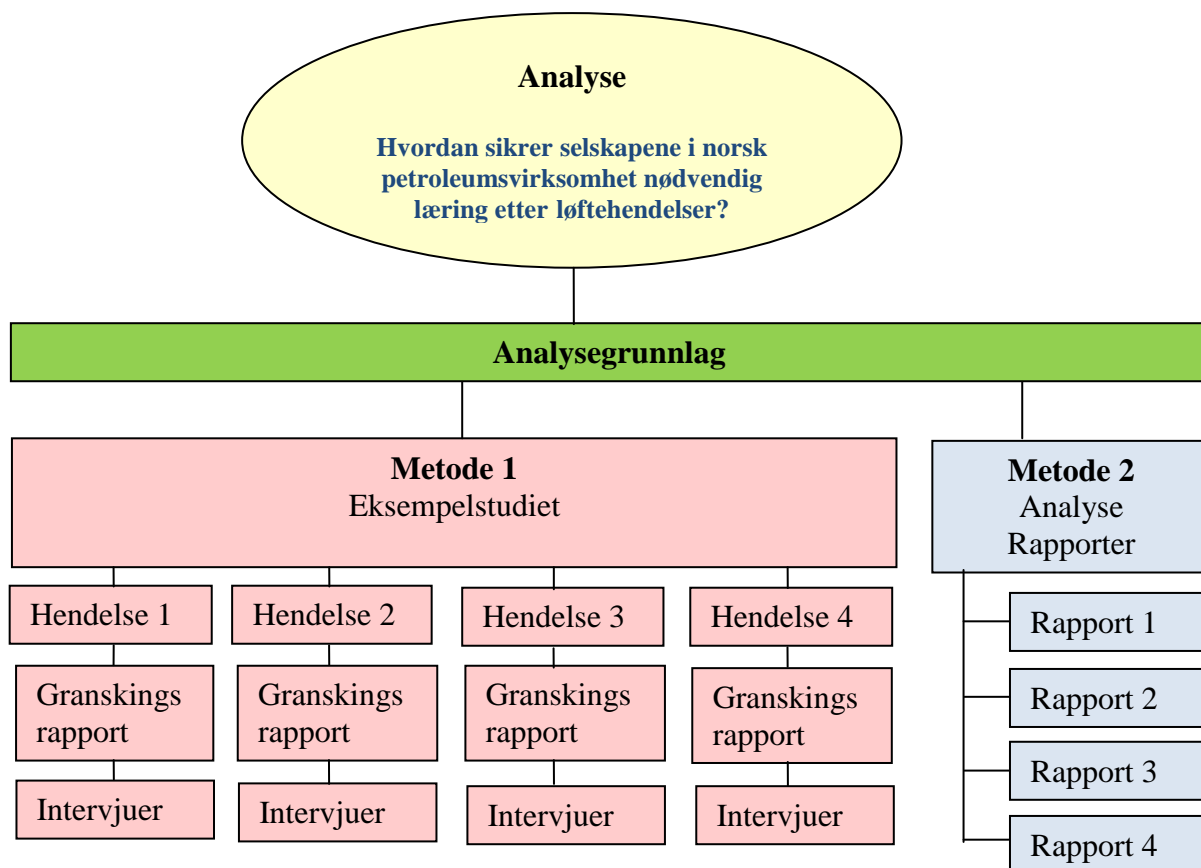 Analyse
Hvordan sikrer selskapene i norsk
petroleumsvirksomhet nødvendig
læring etter løftehendelser?
Analysegrunnlag
Metode 1
Eksempelstudiet
Hendelse 1
Granskings
rapport
Intervjuer
Hendelse 2
Granskings
rapport
Intervjuer
Hendelse 3
Granskings
rapport
Intervjuer
Hendelse 4
Granskings
rapport
Intervjuer
Metode 2
Analyse
Rapporter
Rapport 1
Rapport 2
Rapport 3
Rapport 4